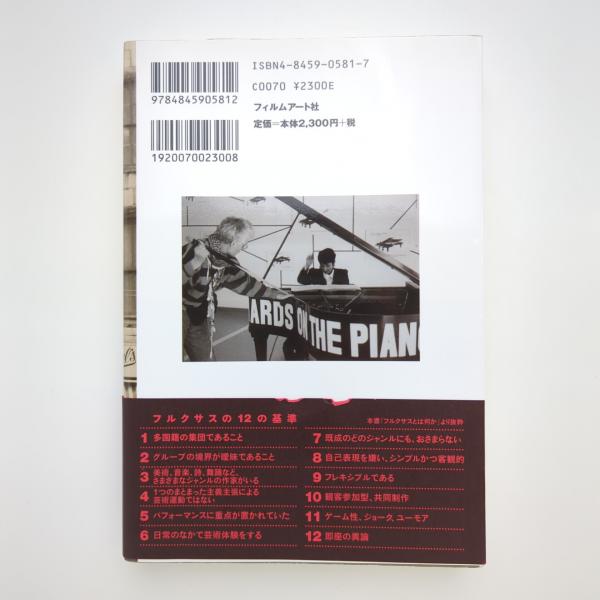 ISBN4-8459-0581-7
C0070 ¥2300E
フィルムアート社
定価=本体2,300円+税
9784845905812
1920070023008
ARDS ON THE PIANO
フルクサスの12の基準
本書「フルクサスとは何か」より抜粋
1 多国籍の集団であること
2 グループの境界が曖昧であること
3 美術、音楽、詩、舞踊など、
さまざまなジャンルの作家がいる
4 1つのまとまった主義主張による
芸術運動ではない
5 パフォーマンスに重点が置かれていた
6 日常のなかで芸術体験をする
7 既成のどのジャンルにも、おさまらない
8 自己表現を嫌い、シンプルかつ客観的
9 フレキシブルである
10 観客参加型、共同制作
11 ゲーム性、ジョーク、ユーモア
12 即座の異論